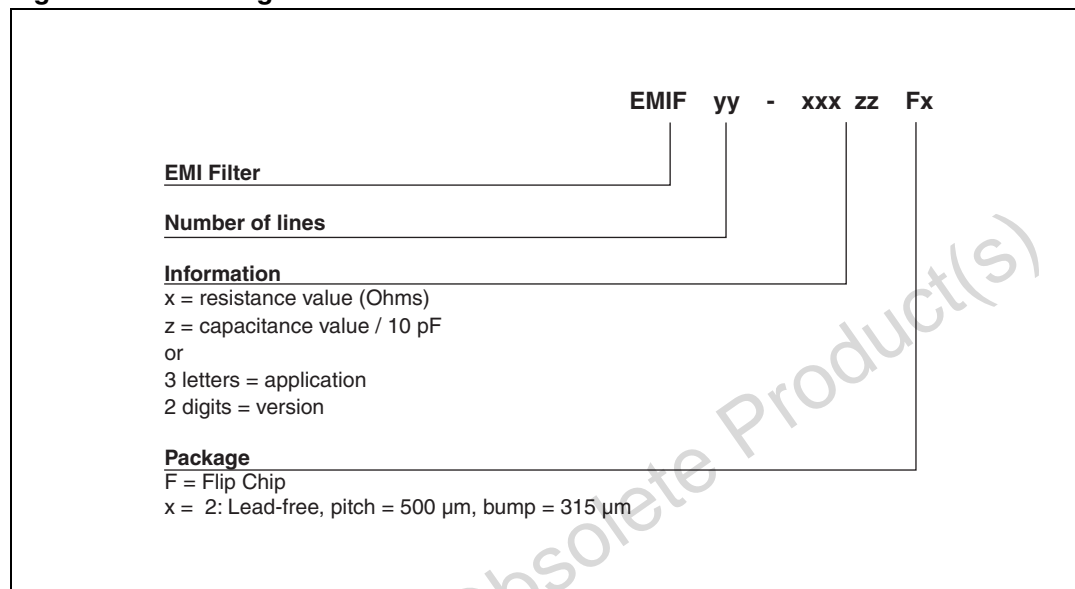 EMIF yy - xxx zz Fx
EMI Filter
Number of lines
Information
x = resistance value (Ohms)
z = capacitance value / 10 pF
or
3 letters = application
2 digits = version
Package
F = Flip Chip
x = 2: Lead-free, pitch = 500 µm, bump = 315 µm
Obsolete Product(s)